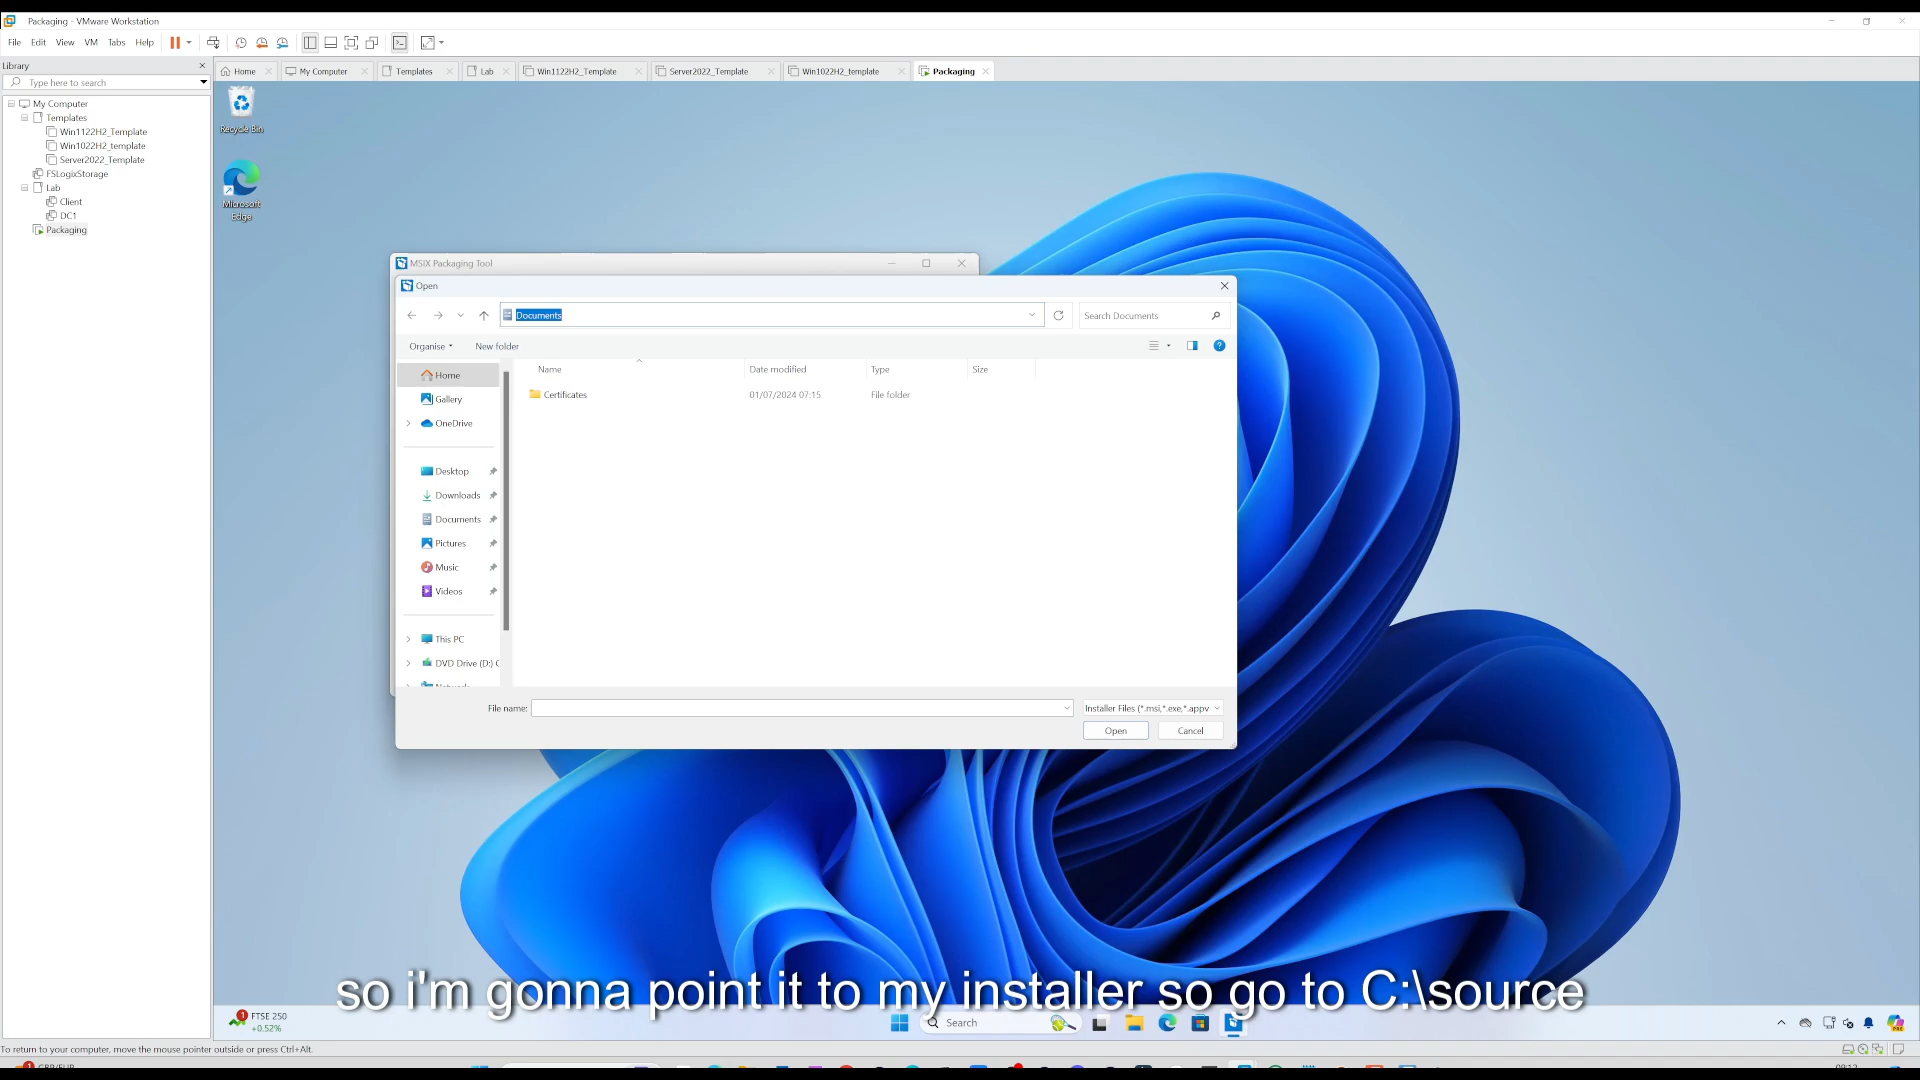 Packaging - VMware Workstation
File Edit View VM Tabs Help
Library
Type here to search
My Computer
Templates
Win1122H2_Template
Win1022H2_template
Server2022_Template
FSLogixStorage
Lab
Client
DC1
Packaging
Home My Computer Templates Lab Win1122H2_Template Server2022_Template Win1022H2_template Packaging
Recycle Bin
Microsoft
Edge
MSIX Packaging Tool
Open
Documents
Search Documents
Organise New folder
Name Date modified Type Size
Certificates 01/07/2024 07:15 File folder
Home
Gallery
OneDrive
Desktop
Downloads
Documents
Pictures
Music
Videos
This PC
DVD Drive (D:) C
File name: Installer Files (*.msi,*.exe,*.appv
Open Cancel
so i'm gonna point it to my installer so go to C:\source
1 FTSE 250
+0.52%
Search
To return to your computer, move the mouse pointer outside or press Ctrl+Alt.